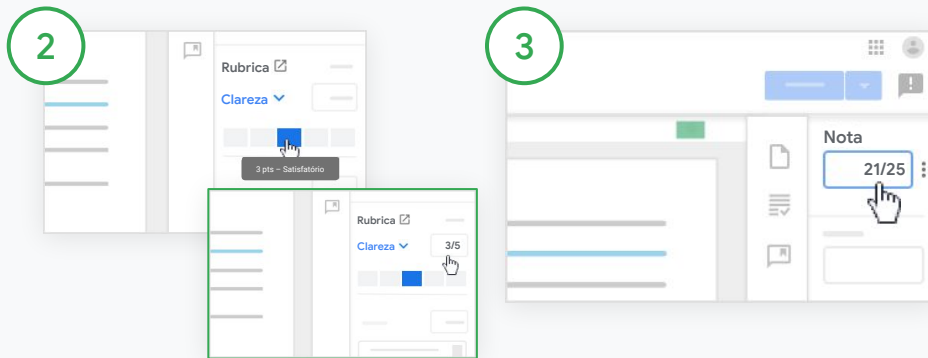 2
Rubrica
Clareza
3 pts – Satisfatório
Rubrica
Clareza
3/5
3
Nota
21/25